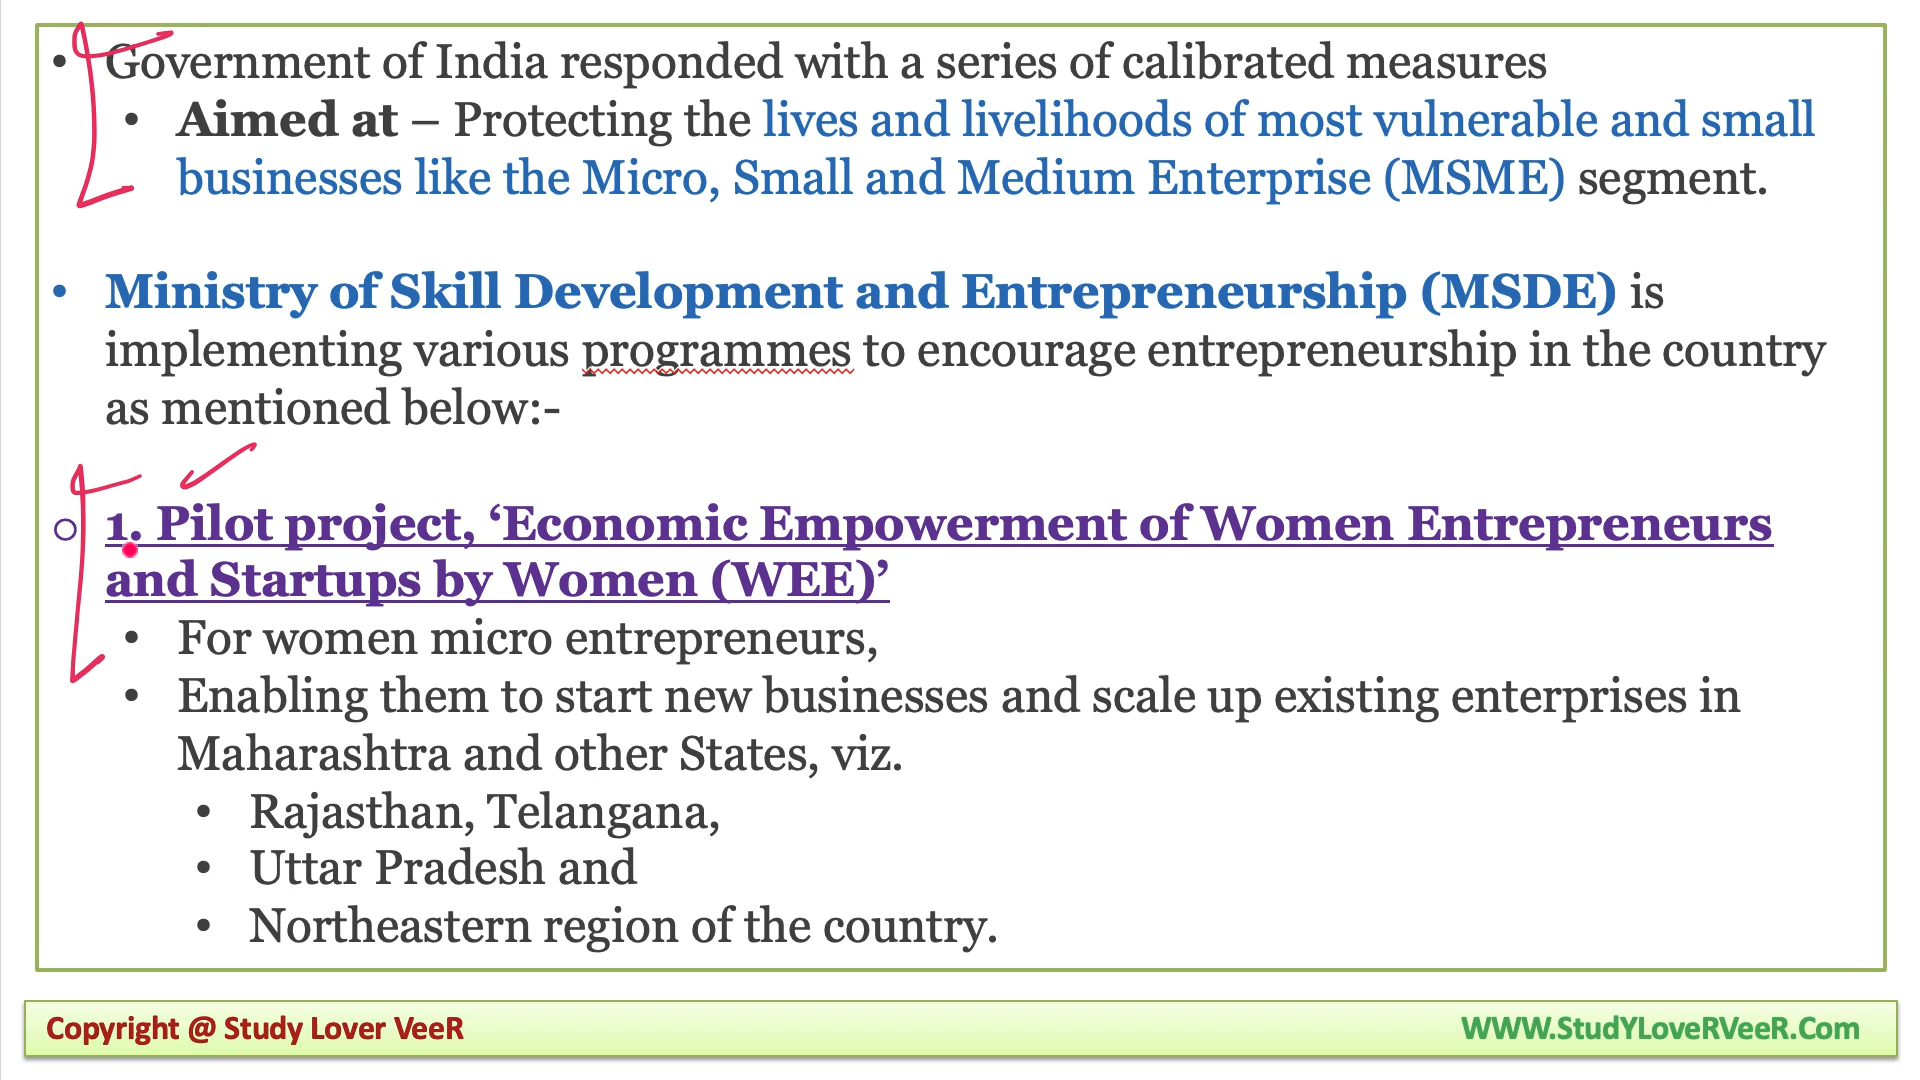 • Government of India responded with a series of calibrated measures
• Aimed at – Protecting the lives and livelihoods of most vulnerable and small
businesses like the Micro, Small and Medium Enterprise (MSME) segment.
• Ministry of Skill Development and Entrepreneurship (MSDE) is
implementing various programmes to encourage entrepreneurship in the country
as mentioned below:-
○ 1. Pilot project, ‘Economic Empowerment of Women Entrepreneurs
and Startups by Women (WEE)’
• For women micro entrepreneurs,
• Enabling them to start new businesses and scale up existing enterprises in
Maharashtra and other States, viz.
• Rajasthan, Telangana,
• Uttar Pradesh and
• Northeastern region of the country.
Copyright @ Study Lover VeeR
WWW.StudYLoveRVeeR.Com